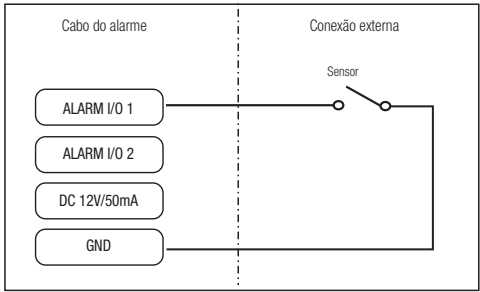 Cabo do alarme
Conexão externa
Sensor
ALARM I/O 1
ALARM I/O 2
DC 12V/50mA
GND